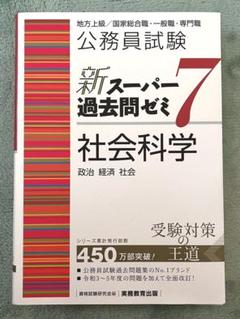 地方上級／国家総合職・一般職・専門職
公務員試験
新スーパー
過去問ゼミ7
社会科学
政治 経済 社会
受験対策
の
王道
シリーズ累計発行部数
450万部突破！
■公務員試験過去問題集のNo.1ブランド
■令和3〜5年度の問題を加えて全面改訂！
資格試験研究会編 実務教育出版